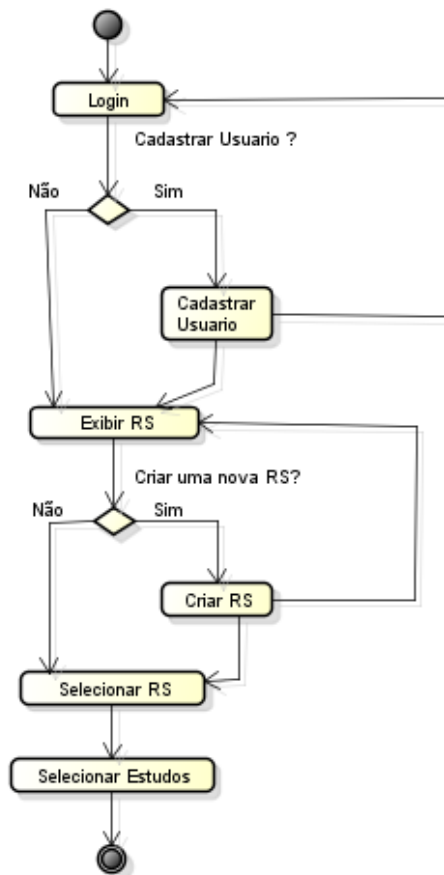 Login
Cadastrar Usuario ?
Não
Sim
Cadastrar
Usuario
Exibir RS
Criar uma nova RS?
Não
Sim
Criar RS
Selecionar RS
Selecionar Estudos